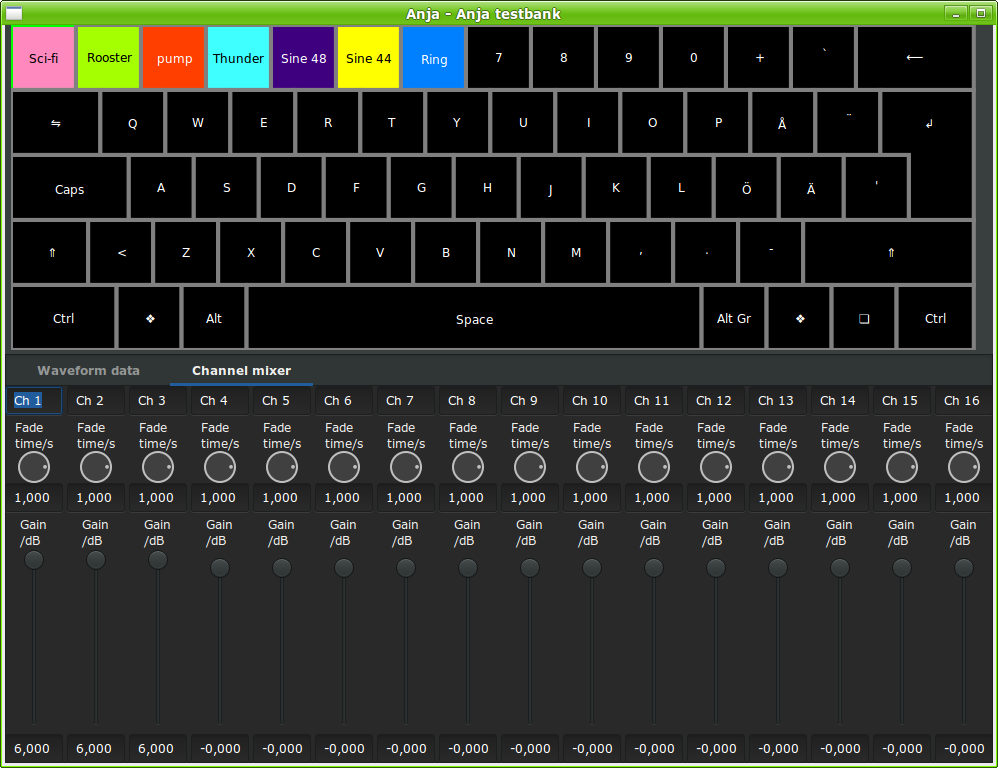 Anja - Anja testbank
Sci-fi Rooster pump Thunder Sine 48 Sine 44 Ring 7 8 9 0 + ` ←
⇋ Q W E R T Y U I O P Å ¨ ↲
Caps A S D F G H J K L Ö Ä '
⇑ < Z X C V B N M , . - ⇑
Ctrl ❖ Alt Space Alt Gr ❖ ❏ Ctrl
Waveform data Channel mixer
Ch 1 Ch 2 Ch 3 Ch 4 Ch 5 Ch 6 Ch 7 Ch 8 Ch 9 Ch 10 Ch 11 Ch 12 Ch 13 Ch 14 Ch 15 Ch 16
Fade Fade Fade Fade Fade Fade Fade Fade Fade Fade Fade Fade Fade Fade Fade Fade
time/s time/s time/s time/s time/s time/s time/s time/s time/s time/s time/s time/s time/s time/s time/s time/s
1,000 1,000 1,000 1,000 1,000 1,000 1,000 1,000 1,000 1,000 1,000 1,000 1,000 1,000 1,000 1,000
Gain Gain Gain Gain Gain Gain Gain Gain Gain Gain Gain Gain Gain Gain Gain Gain
/dB /dB /dB /dB /dB /dB /dB /dB /dB /dB /dB /dB /dB /dB /dB /dB
6,000 6,000 6,000 -0,000 -0,000 -0,000 -0,000 -0,000 -0,000 -0,000 -0,000 -0,000 -0,000 -0,000 -0,000 -0,000